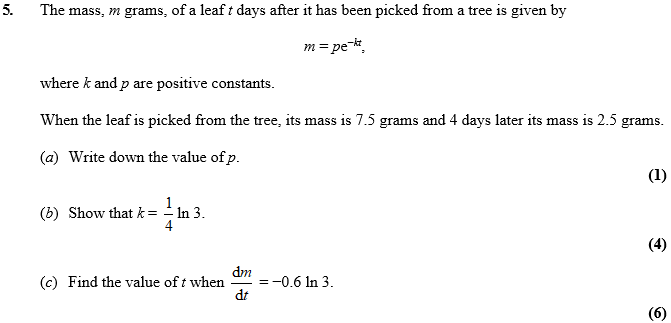 5. The mass, m grams, of a leaf t days after it has been picked from a tree is given by
m = pe^{-kt},
where k and p are positive constants.
When the leaf is picked from the tree, its mass is 7.5 grams and 4 days later its mass is 2.5 grams.
(a) Write down the value of p.
(1)
(b) Show that k = \frac{1}{4} ln 3.
(4)
(c) Find the value of t when \frac{dm}{dt} = -0.6 ln 3.
(6)